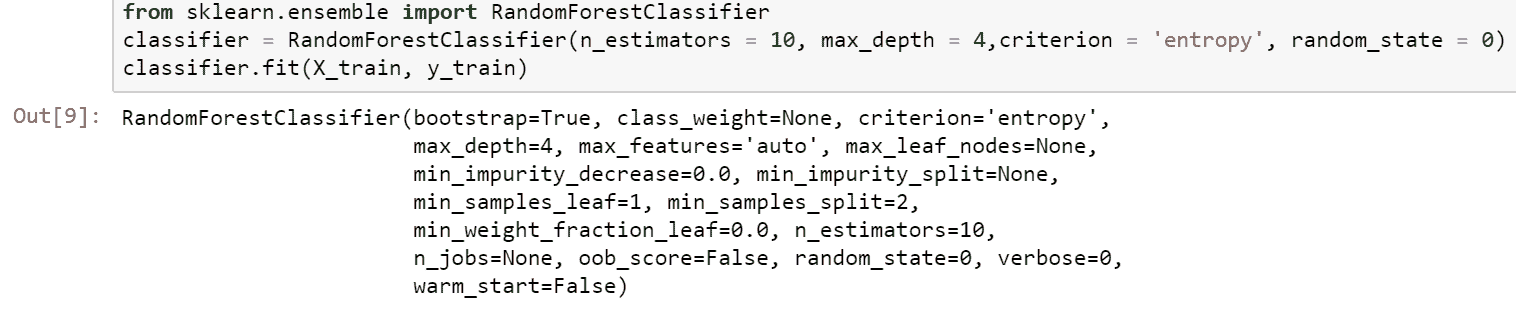 from sklearn.ensemble import RandomForestClassifier
classifier = RandomForestClassifier(n_estimators = 10, max_depth = 4,criterion = 'entropy', random_state = 0)
classifier.fit(X_train, y_train)
Out[9]: RandomForestClassifier(bootstrap=True, class_weight=None, criterion='entropy',
max_depth=4, max_features='auto', max_leaf_nodes=None,
min_impurity_decrease=0.0, min_impurity_split=None,
min_samples_leaf=1, min_samples_split=2,
min_weight_fraction_leaf=0.0, n_estimators=10,
n_jobs=None, oob_score=False, random_state=0, verbose=0,
warm_start=False)